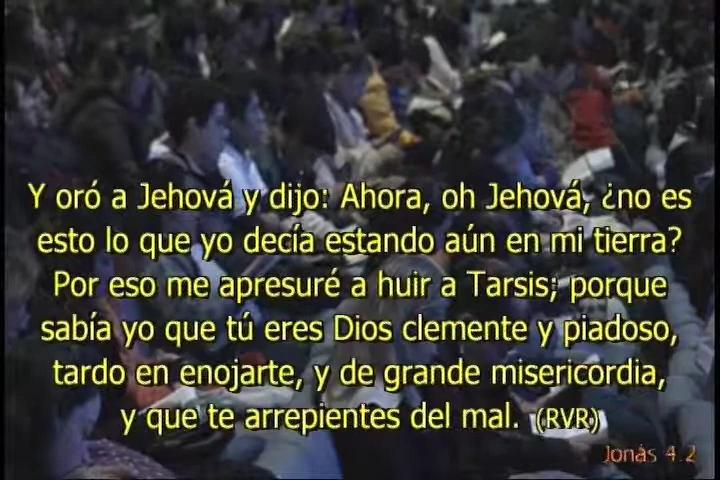 Y oró a Jehová y dijo: Ahora, oh Jehová, ¿no es
esto lo que yo decía estando aún en mi tierra?
Por eso me apresuré a huir a Tarsis; porque
sabía yo que tú eres Dios clemente y piadoso,
tardo en enojarte, y de grande misericordia,
y que te arrepientes del mal. (RVR)
Jonás 4.2